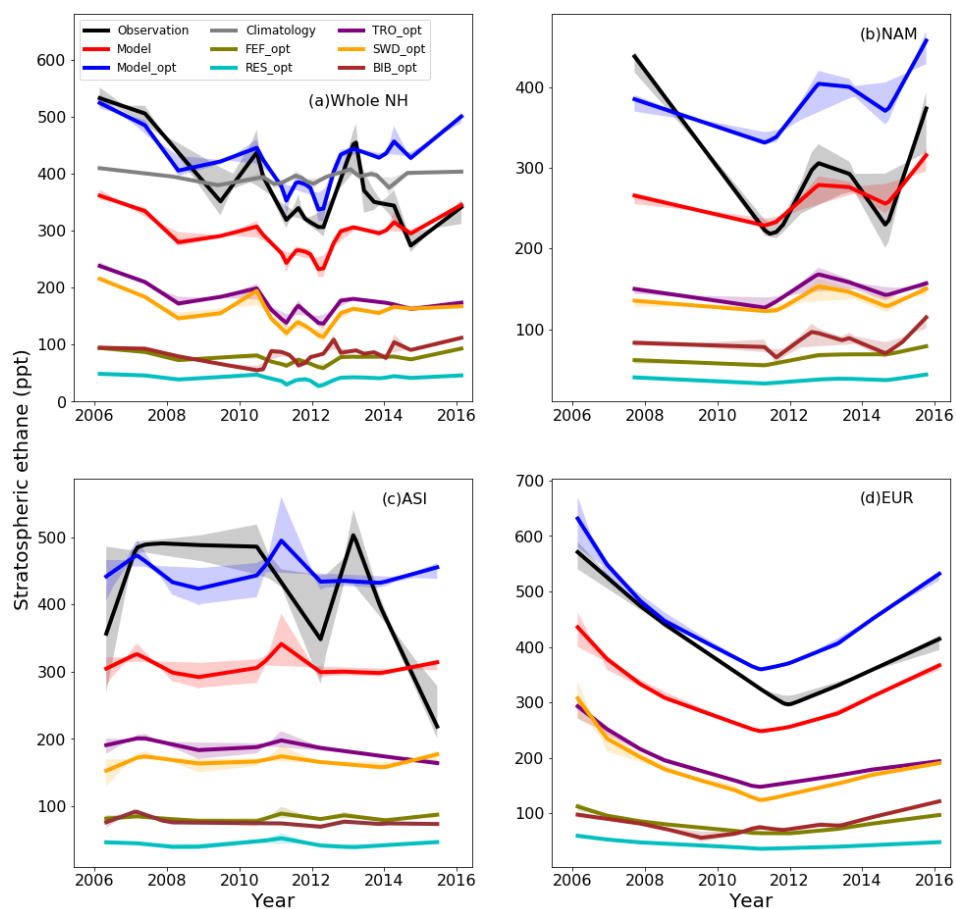 Observation
Model
Model_opt
Climatology
FEF_opt
RES_opt
TRO_opt
SWD_opt
BIB_opt
(a)Whole NH
600
500
400
300
200
100
0
2006 2008 2010 2012 2014 2016
(b)NAM
400
300
200
100
2006 2008 2010 2012 2014 2016
Stratospheric ethane (ppt)
(c)ASI
500
400
300
200
100
2006 2008 2010 2012 2014 2016
Year
(d)EUR
700
600
500
400
300
200
100
2006 2008 2010 2012 2014 2016
Year